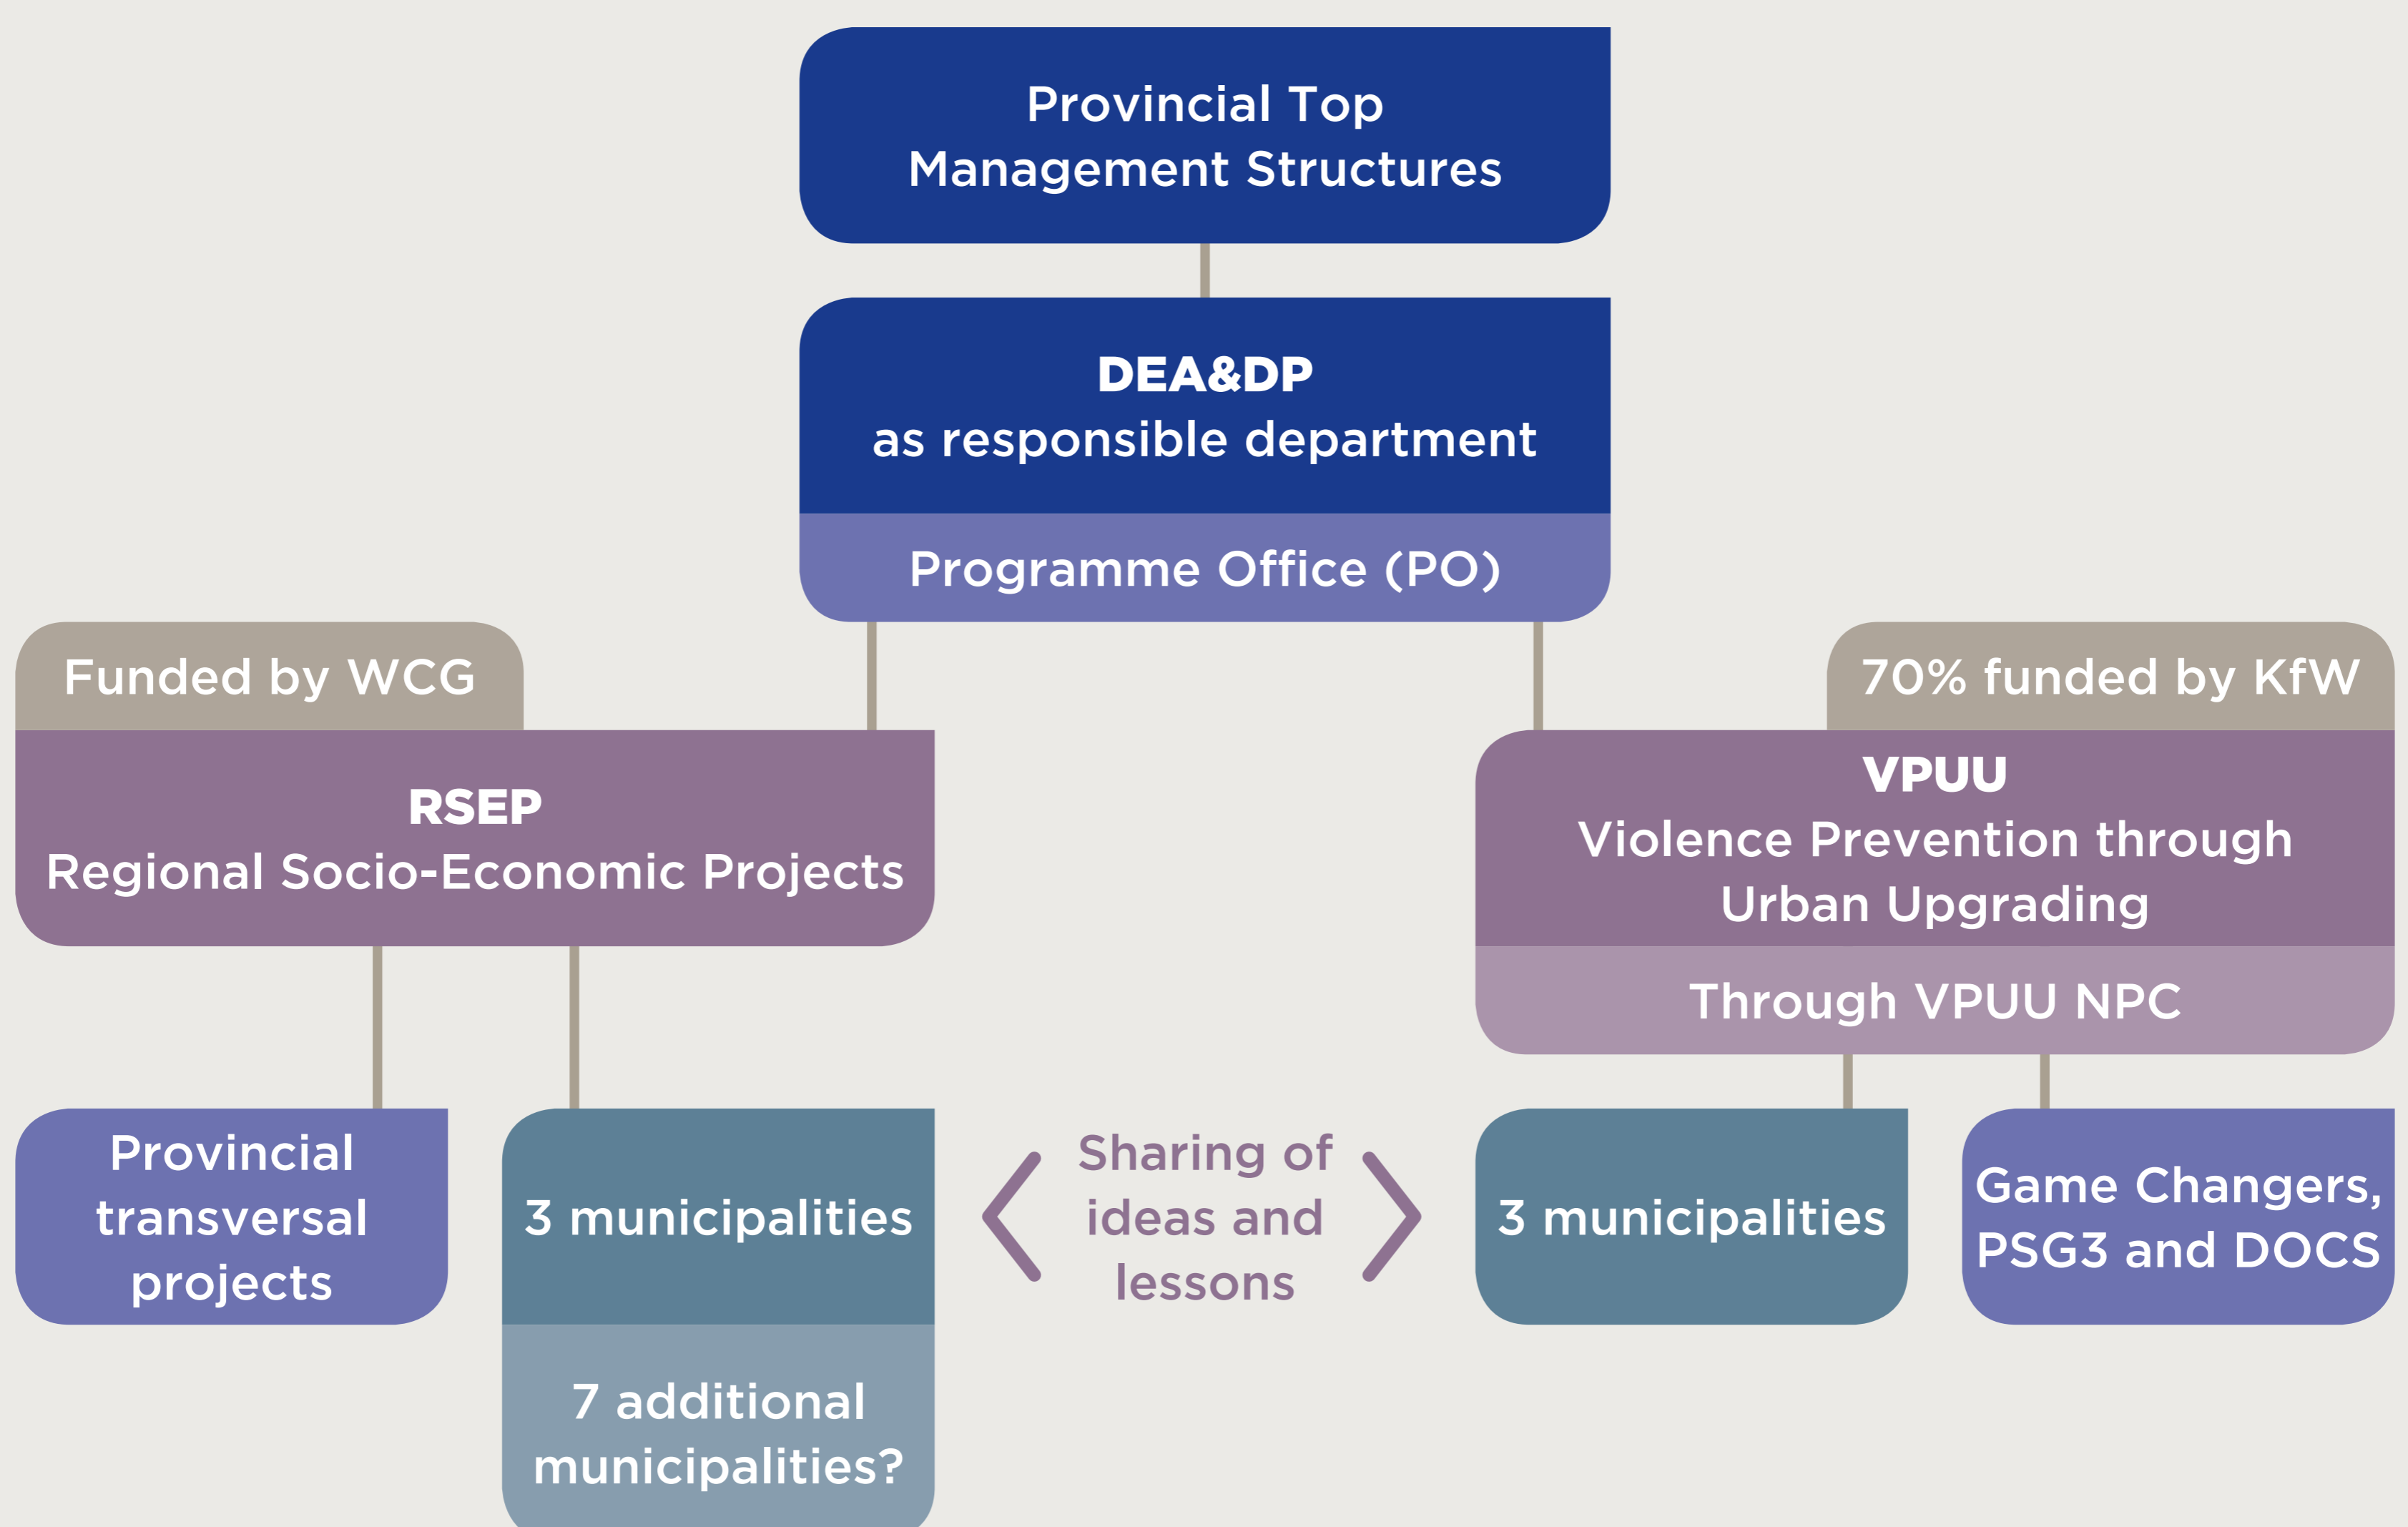 Provincial Top
Management Structures
DEA&DP
as responsible department
Programme Office (PO)
Funded by WCG
RSEP
Regional Socio-Economic Projects
70% funded by KfW
VPUU
Violence Prevention through
Urban Upgrading
Through VPUU NPC
Provincial
transversal
projects
3 municipalities
7 additional
municipalities?
Sharing of
ideas and
lessons
3 municipalities
Game Changers,
PSG3 and DOCS